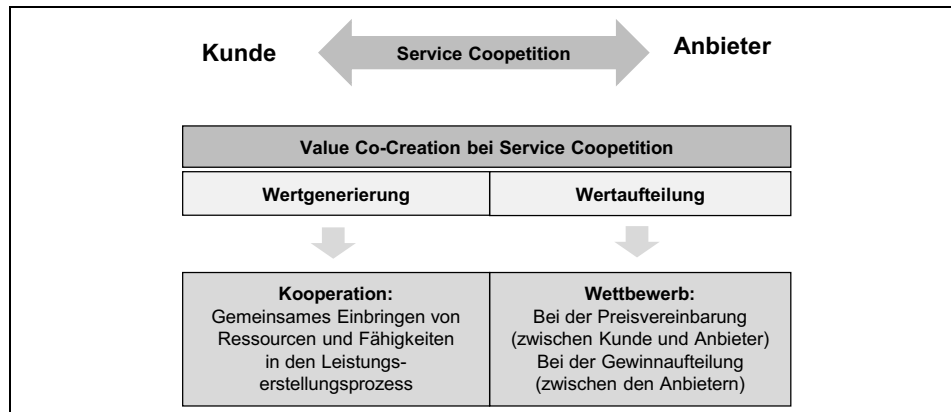 Kunde
Service Coopetition
Anbieter
Value Co-Creation bei Service Coopetition
Wertgenerierung
Wertaufteilung
Kooperation:
Gemeinsames Einbringen von
Ressourcen und Fähigkeiten
in den Leistungs-
erstellungsprozess
Wettbewerb:
Bei der Preisvereinbarung
(zwischen Kunde und Anbieter)
Bei der Gewinnaufteilung
(zwischen den Anbietern)